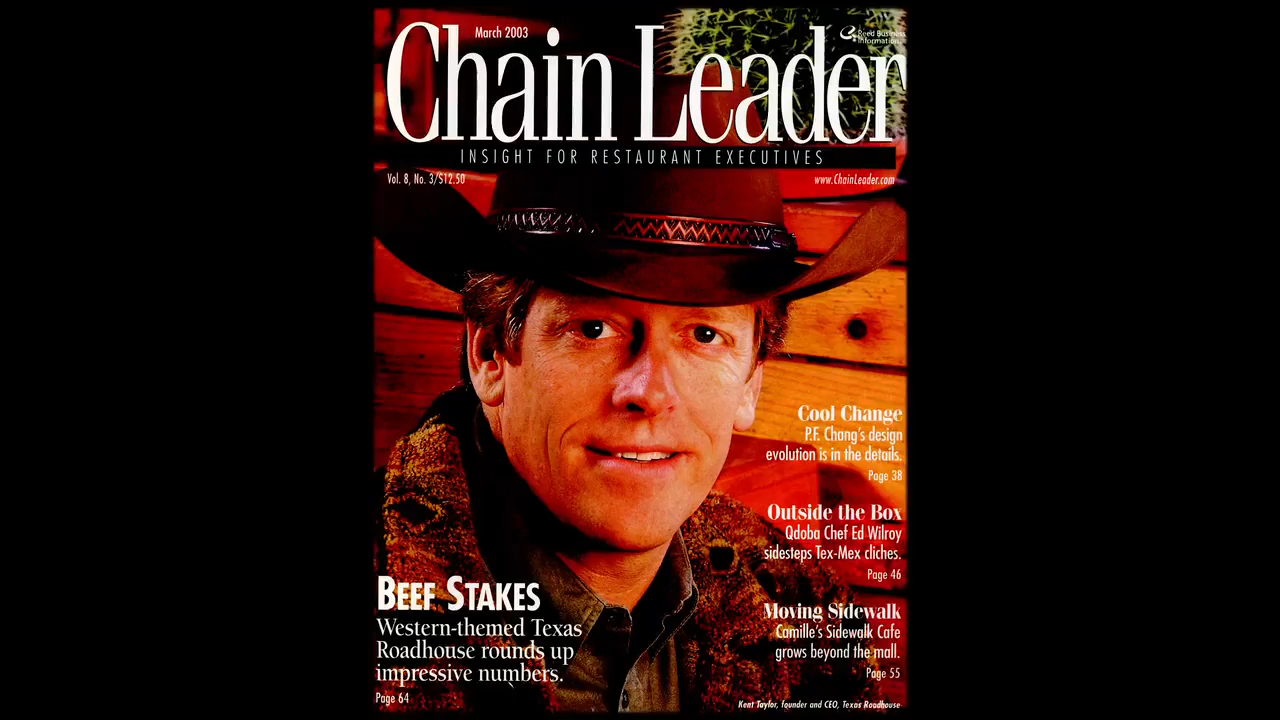 March 2003
Reed Business
Information
Chain Leader
INSIGHT FOR RESTAURANT EXECUTIVES
Vol. 8, No. 3/$12.50
www.ChainLeader.com
Cool Change
P.F. Chang's design
evolution is in the details.
Page 38
Outside the Box
Qdoba Chef Ed Wilroy
sidesteps Tex-Mex cliches.
Page 46
BEEF STAKES
Western-themed Texas
Roadhouse rounds up
impressive numbers.
Page 64
Moving Sidewalk
Camille's Sidewalk Cafe
grows beyond the mall.
Page 55
Kent Taylor, founder and CEO, Texas Roadhouse